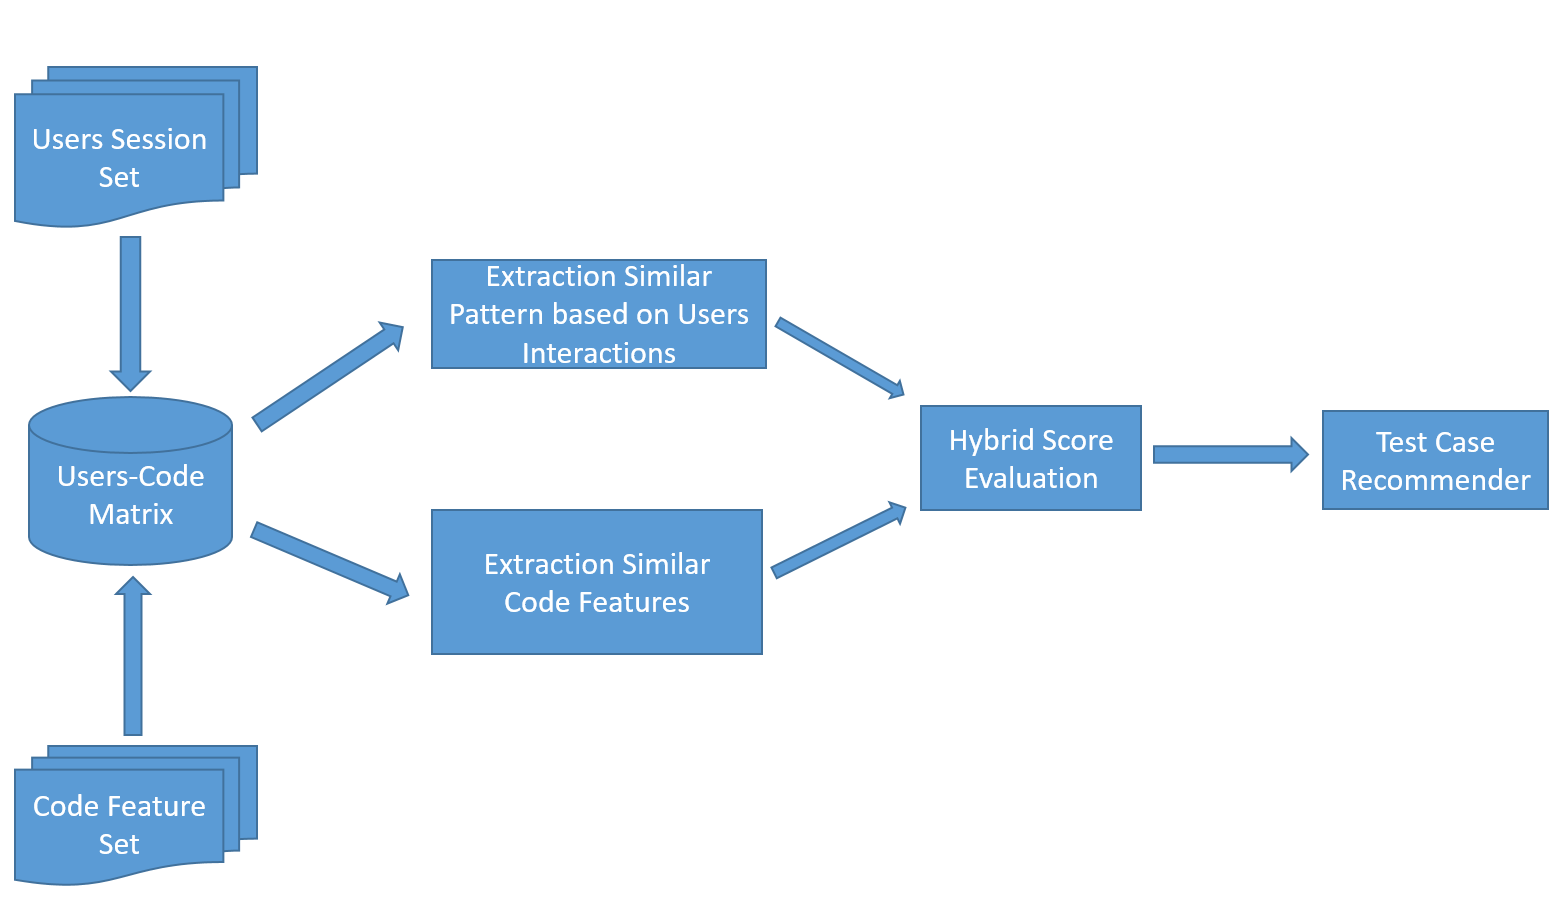 Users Session
Set
Extraction Similar
Pattern based on Users
Interactions
Users-Code
Matrix
Hybrid Score
Evaluation
Test Case
Recommender
Extraction Similar
Code Features
Code Feature
Set